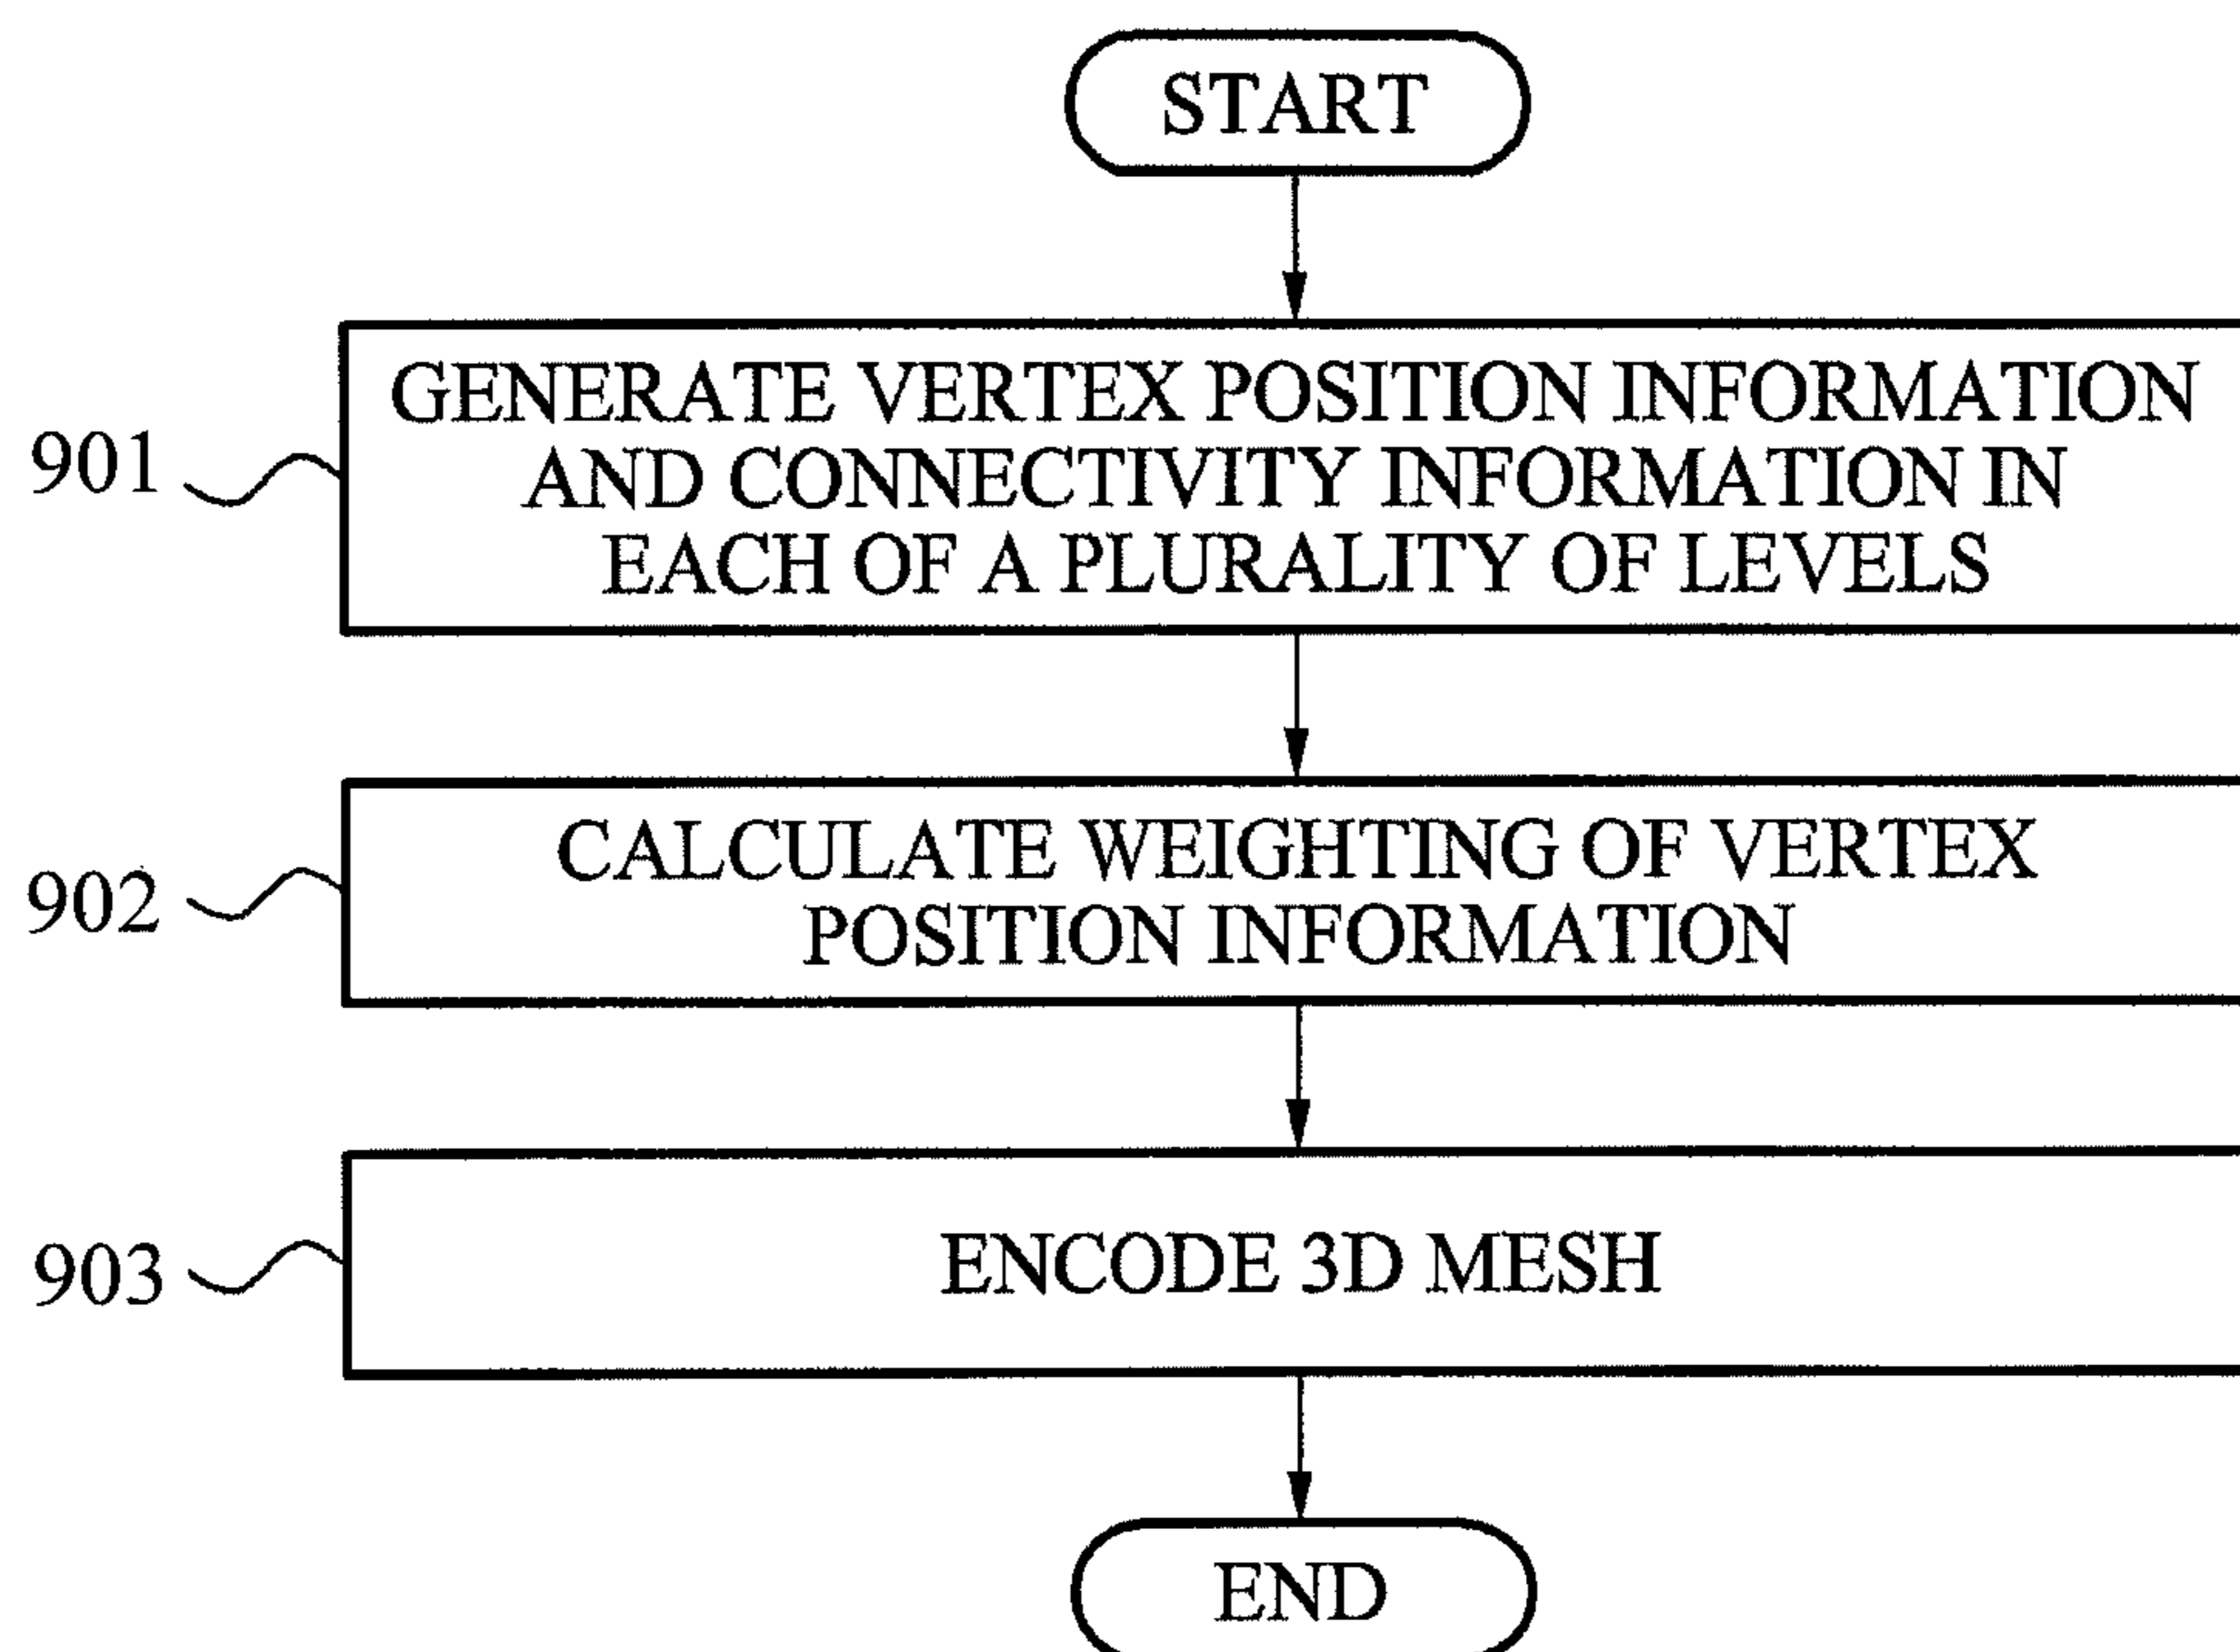 START
901
GENERATE VERTEX POSITION INFORMATION
AND CONNECTIVITY INFORMATION IN
EACH OF A PLURALITY OF LEVELS
902
CALCULATE WEIGHTING OF VERTEX
POSITION INFORMATION
903
ENCODE 3D MESH
END